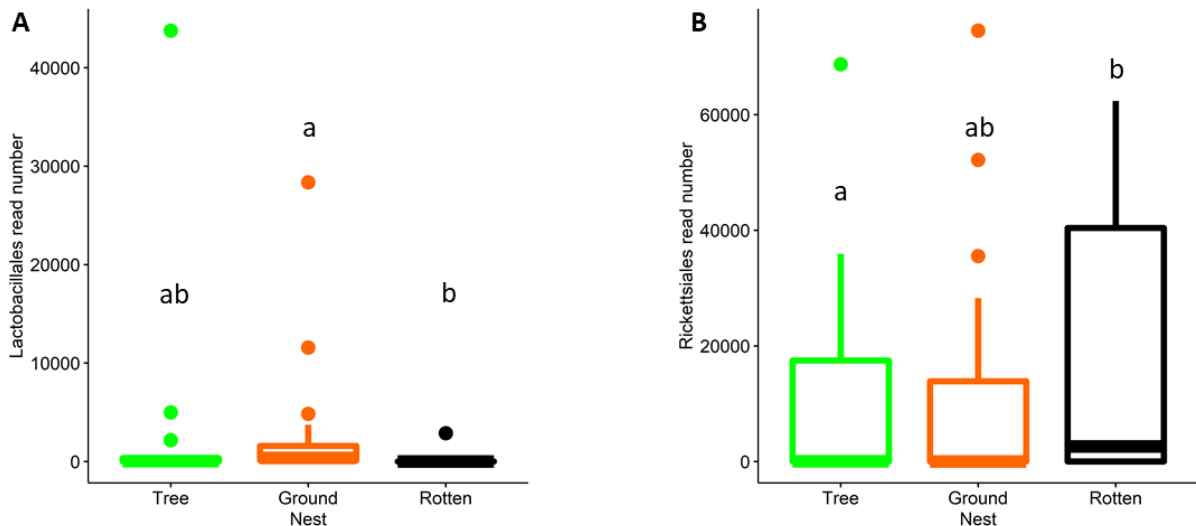 A
Lactobacillales read number
40000
30000
20000
10000
0
ab
a
b
Tree
Ground
Rotten
Nest
B
Rickettsiales read number
60000
40000
20000
0
a
ab
b
Tree
Ground
Rotten
Nest